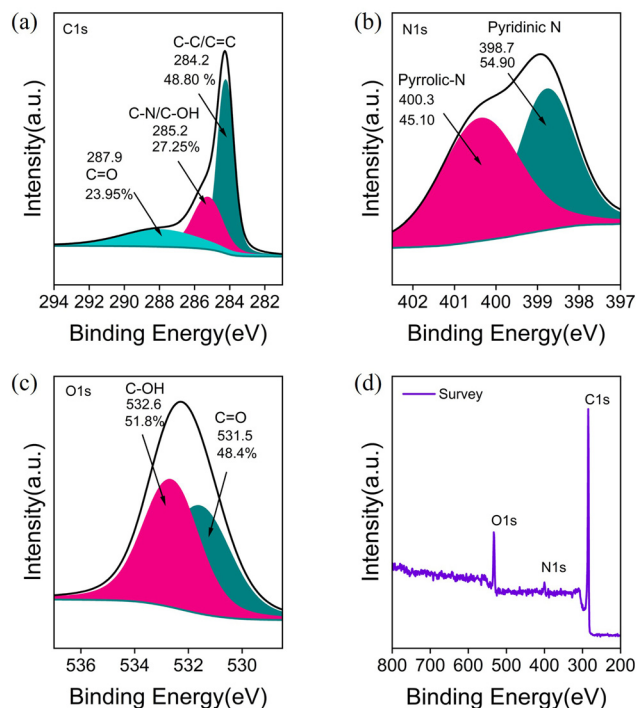 (a)
C1s
C-C/C=C
284.2
48.80 %
C-N/C-OH
285.2
27.25%
287.9
C=O
23.95%
Intensity(a.u.)
294 292 290 288 286 284 282
Binding Energy(eV)
(b)
N1s
Pyridinic N
398.7
54.90
Pyrrolic-N
400.3
45.10
Intensity(a.u.)
402 401 400 399 398 397
Binding Energy(eV)
(c)
O1s
C-OH
532.6
51.8%
C=O
531.5
48.4%
Intensity(a.u.)
536 534 532 530
Binding Energy(eV)
(d)
Survey
C1s
O1s
N1s
Intensity(a.u.)
800 700 600 500 400 300 200
Binding Energy(eV)